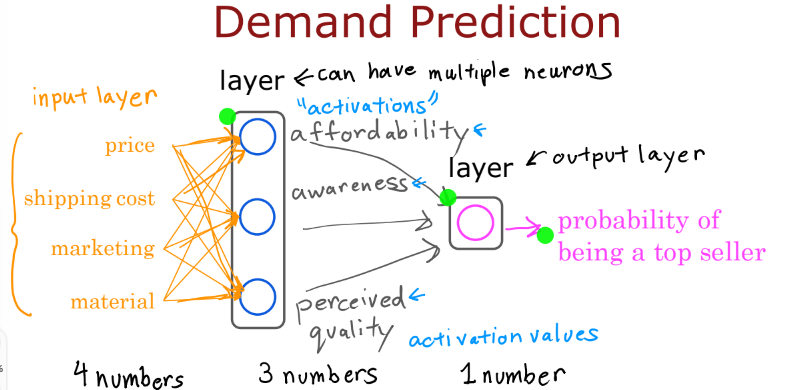 Demand Prediction
layer ← can have multiple neurons
input layer
"activations"
price
affordability ←
layer ← output layer
shipping cost
awareness ←
probability of
being a top seller
marketing
material
perceived ←
quality
activation values
4 numbers
3 numbers
1 number